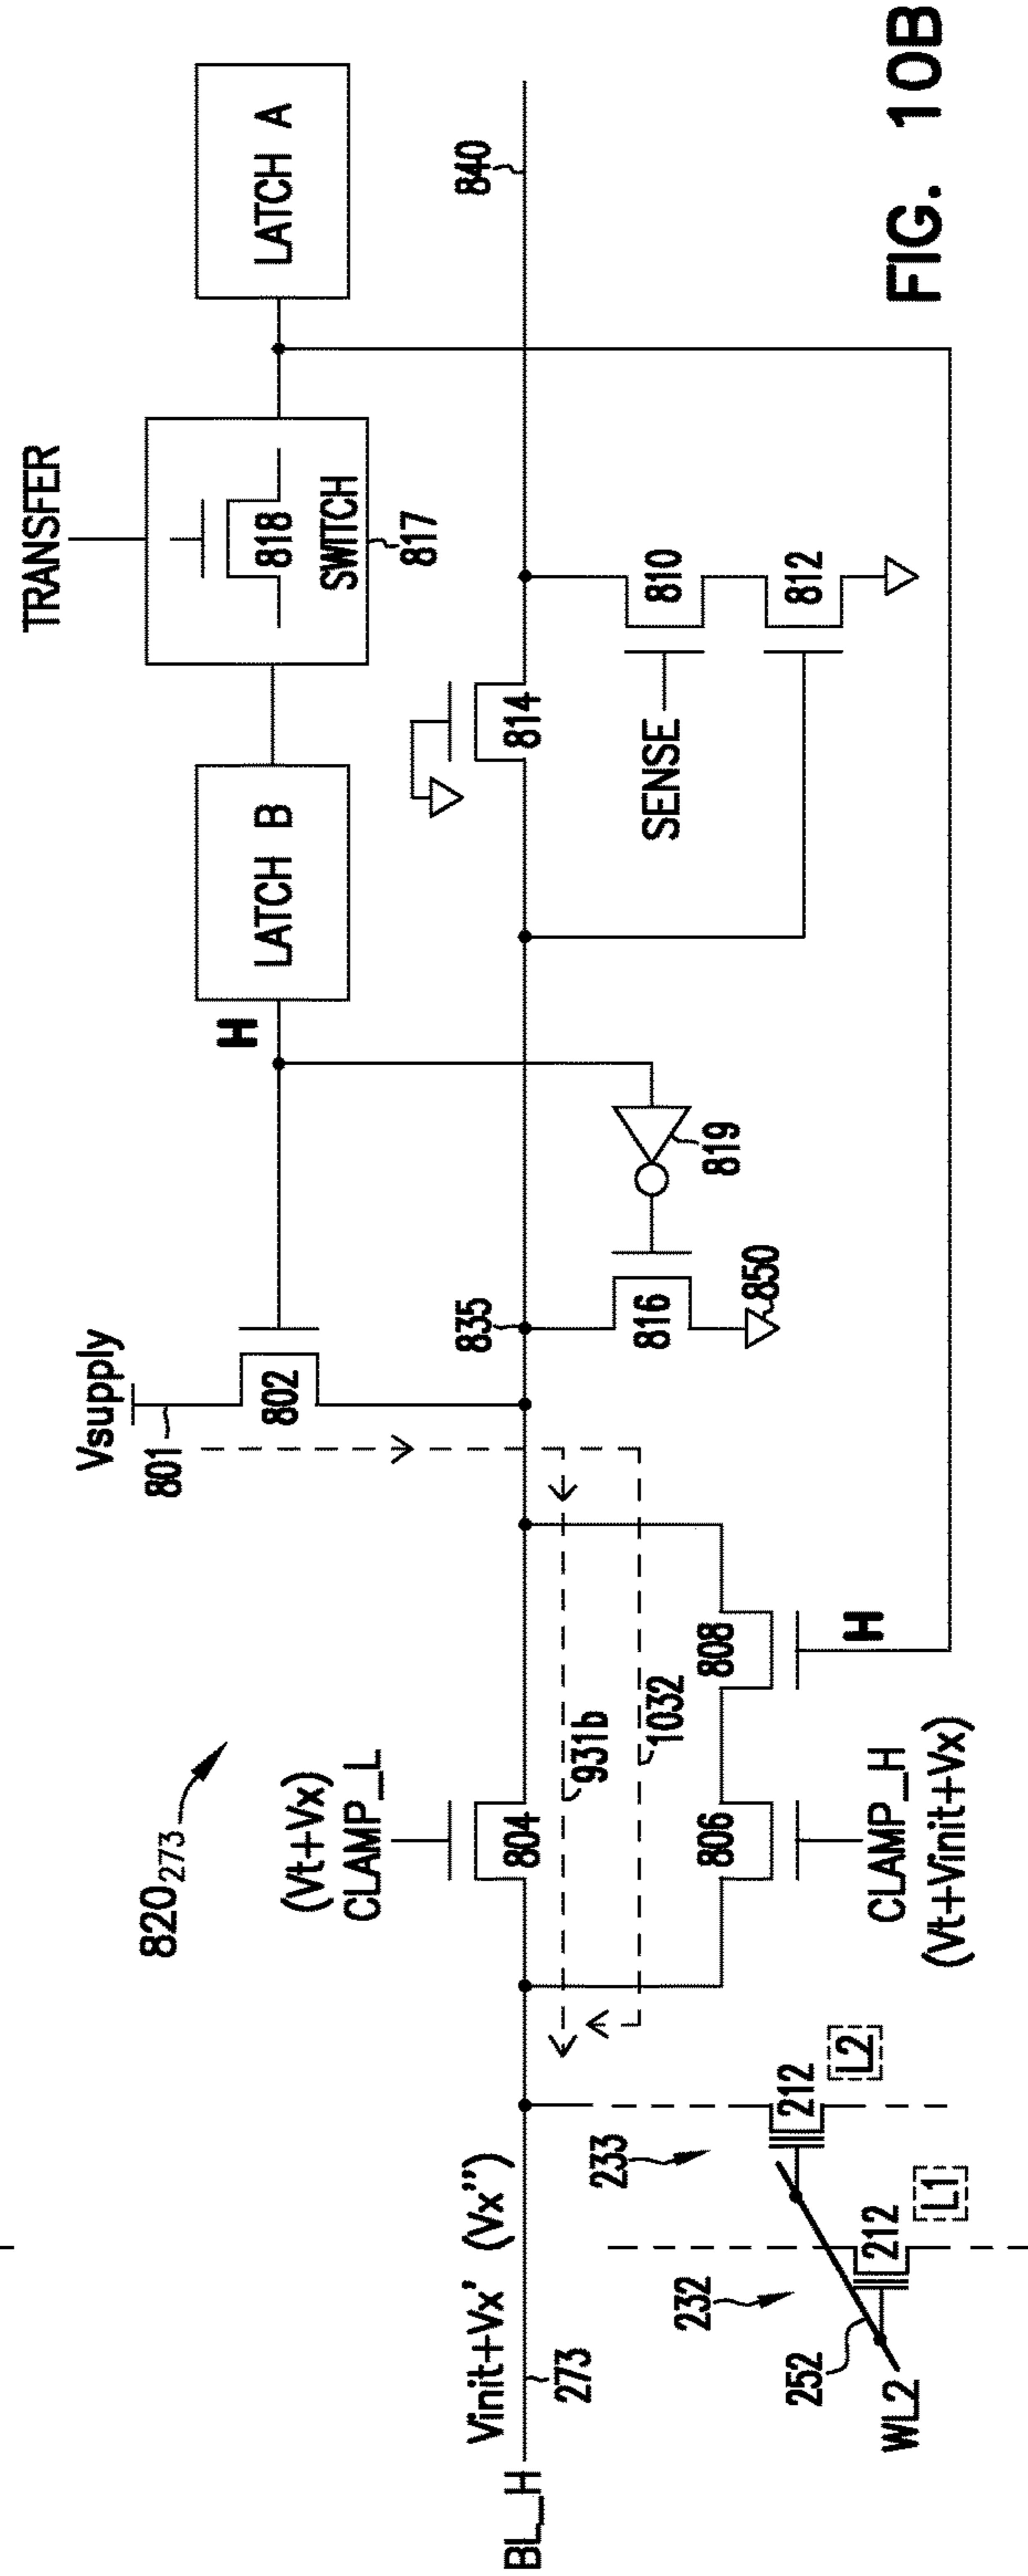 FIG. 10B
820273
Vsupply
801
802
H
LATCH B
TRANSFER
818
SWITCH
817
LATCH A
(Vt+Vx)
CLAMP_L
804
835
814
840
BL_H
Vinit+Vx' (Vx")
273
931b
1032
806
808
H
CLAMP_H
(Vt+Vinit+Vx)
816
850
819
SENSE
810
812
233
212
L2
232
212
L1
252
WL2